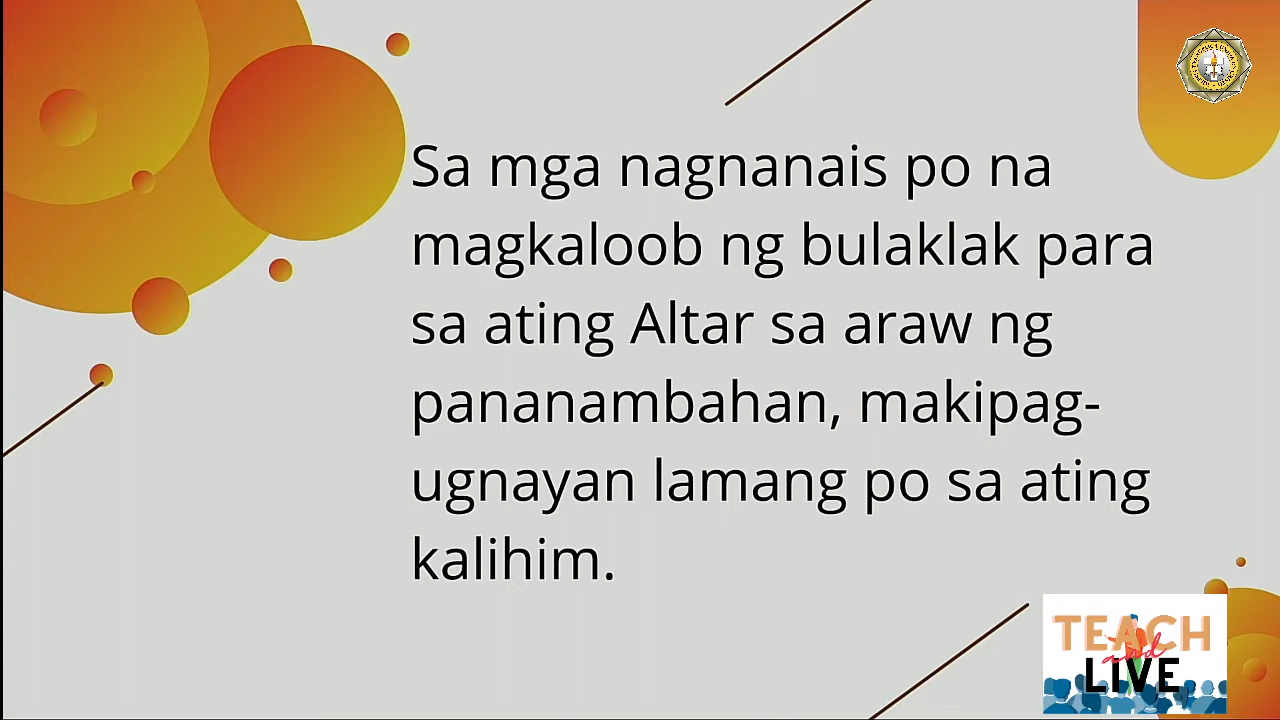 Sa mga nagnanais po na
magkaloob ng bulaklak para
sa ating Altar sa araw ng
pananambahan, makipag-
ugnayan lamang po sa ating
kalihim.
TEACH
and
LIVE